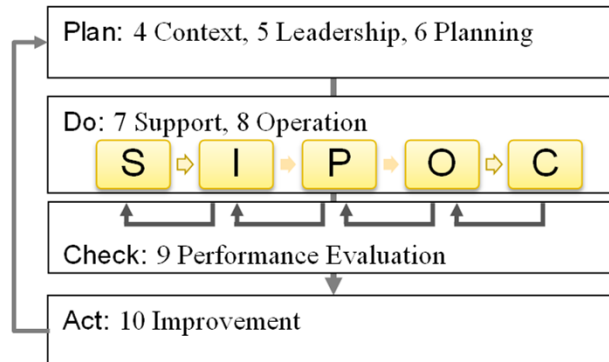 Plan: 4 Context, 5 Leadership, 6 Planning
Do: 7 Support, 8 Operation
S I P O C
Check: 9 Performance Evaluation
Act: 10 Improvement